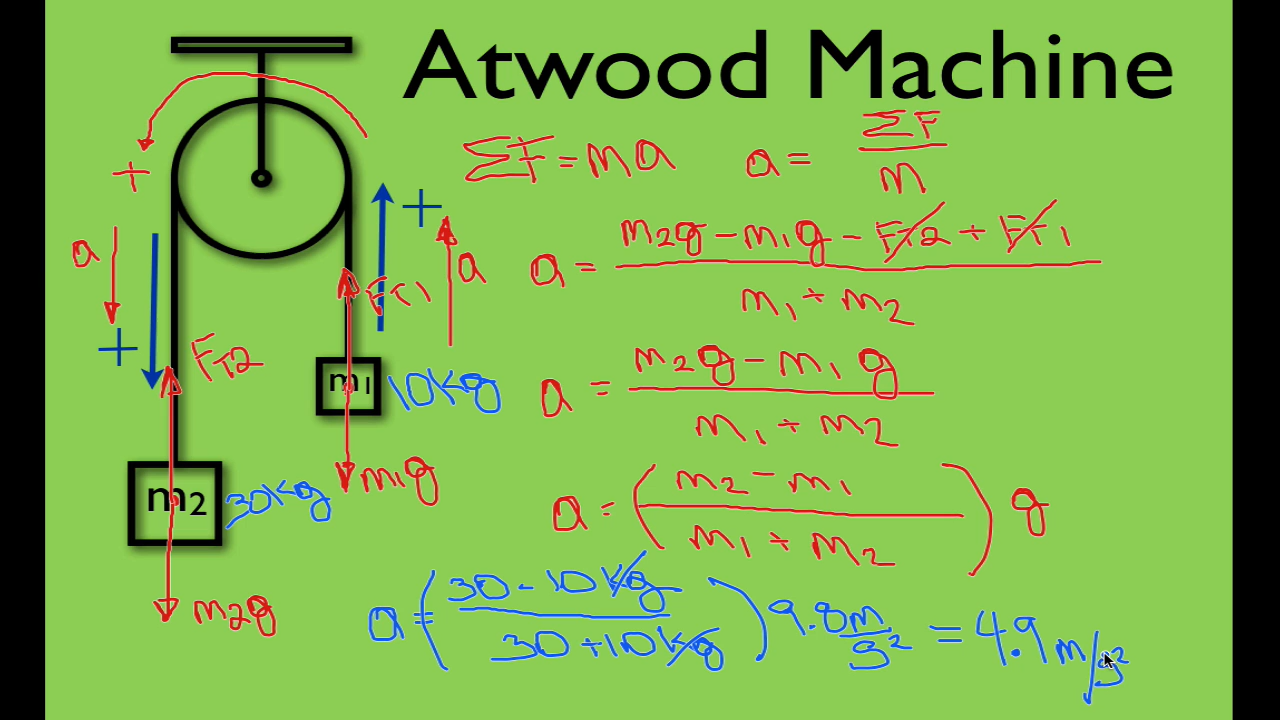 Atwood Machine
ΣF = ma a = ΣF/m
+
+
a
a
a = (m2g - m1g - FT2 + FT1)/(m1 + m2)
FT1
+
FT2
m1 10kg
a = (m2g - m1g)/(m1 + m2)
m1g
m2 30kg
a = ((m2 - m1)/(m1 + m2)) g
m2g
a = ((30 - 10kg)/(30 + 10kg)) 9.8 m/s² = 4.9 m/s²